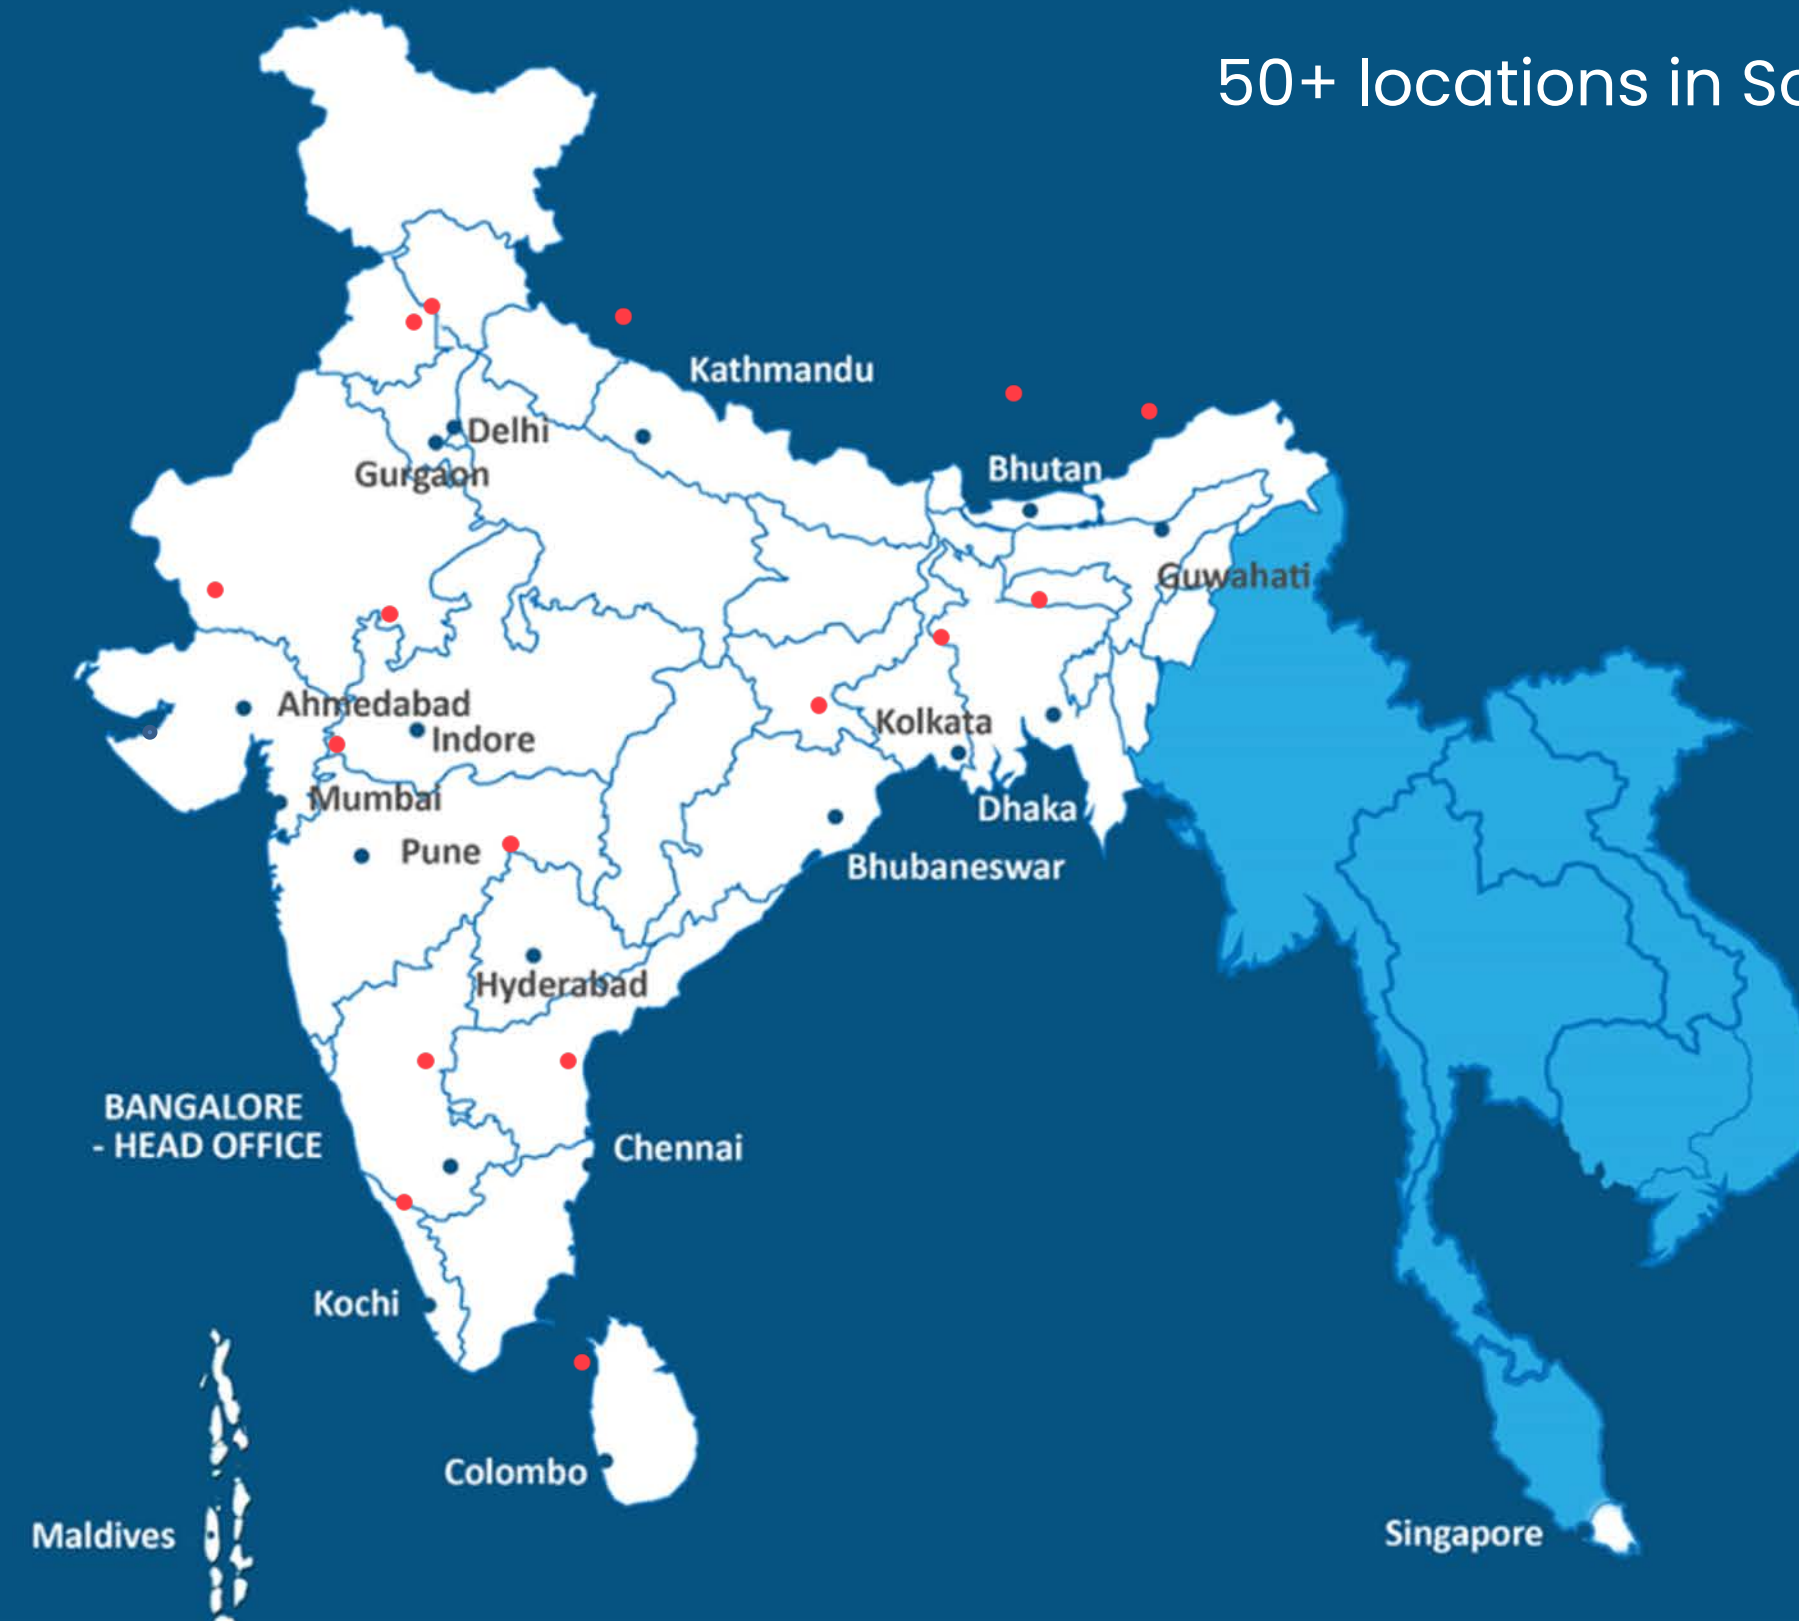 50+ locations in
Kathmandu
Delhi
Gurgaon
Bhutan
Guwahati
Ahmedabad
Indore
Kolkata
Mumbai
Dhaka
Pune
Bhubaneswar
Hyderabad
BANGALORE
- HEAD OFFICE
Chennai
Kochi
Colombo
Maldives
Singapore